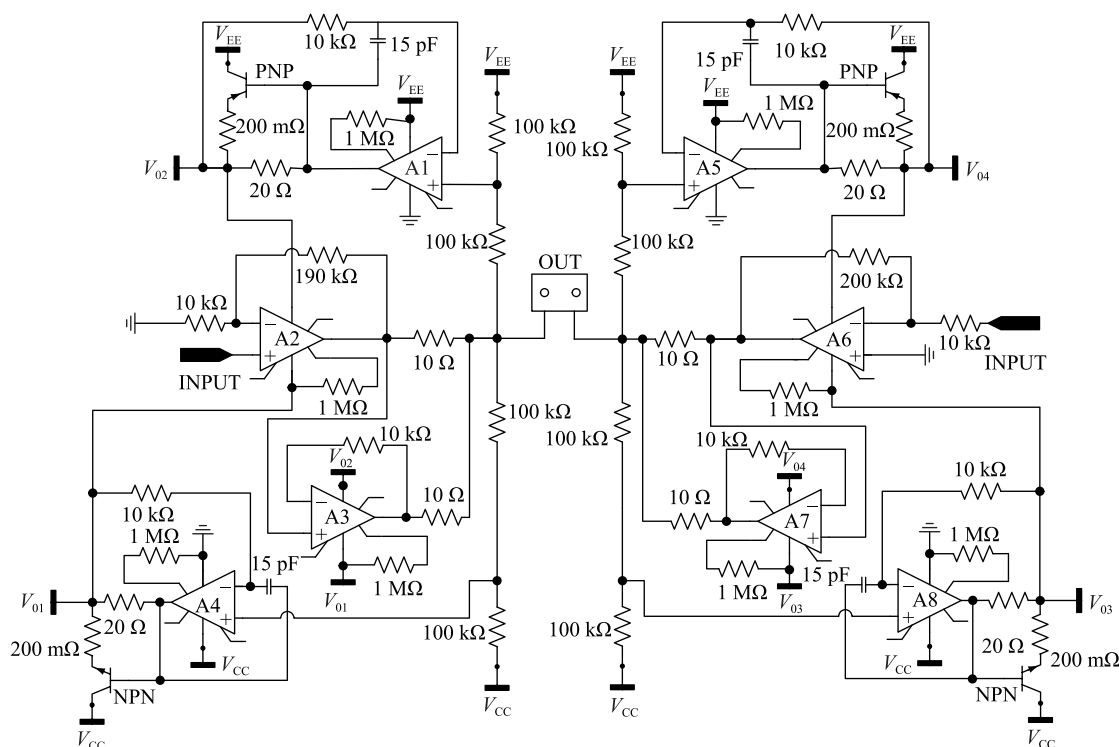 10 kΩ
15 pF
V_EE
PNP
V_EE
V_EE
200 mΩ
1 MΩ
100 kΩ
V_02
20 Ω
A1
−
+
100 kΩ
190 kΩ
10 kΩ
−
A2
+
INPUT
10 Ω
1 MΩ
100 kΩ
10 kΩ
V_02
−
A3
+
10 Ω
1 MΩ
V_01
10 kΩ
1 MΩ
15 pF
−
A4
+
V_01
20 Ω
200 mΩ
V_CC
NPN
V_CC
100 kΩ
V_CC
OUT
V_EE
15 pF
10 kΩ
V_EE
PNP
V_EE
1 MΩ
200 mΩ
100 kΩ
−
A5
+
20 Ω
V_04
100 kΩ
200 kΩ
−
A6
+
10 kΩ
INPUT
10 Ω
1 MΩ
100 kΩ
10 kΩ
V_04
−
A7
+
10 Ω
1 MΩ
V_03
10 kΩ
1 MΩ
15 pF
−
A8
+
V_03
20 Ω
200 mΩ
V_CC
NPN
V_CC
100 kΩ
V_CC